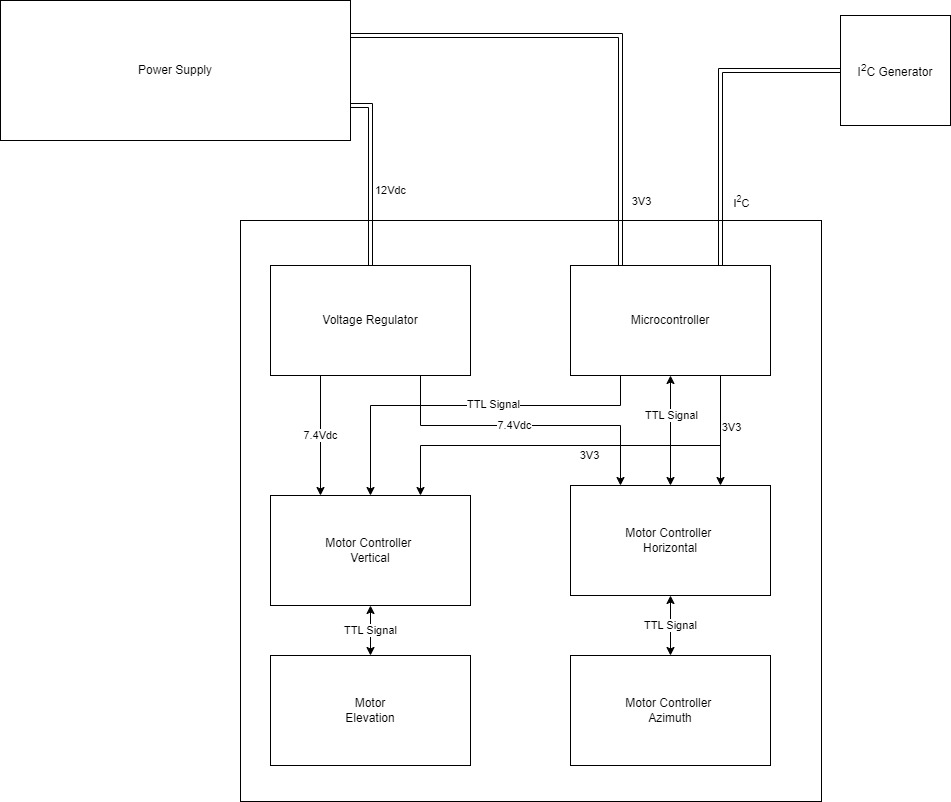 Power Supply
I²C Generator
12Vdc
3V3
I²C
Voltage Regulator
Microcontroller
TTL Signal
TTL Signal
7.4Vdc
7.4Vdc
3V3
3V3
Motor Controller
Vertical
Motor Controller
Horizontal
TTL Signal
TTL Signal
Motor
Elevation
Motor Controller
Azimuth